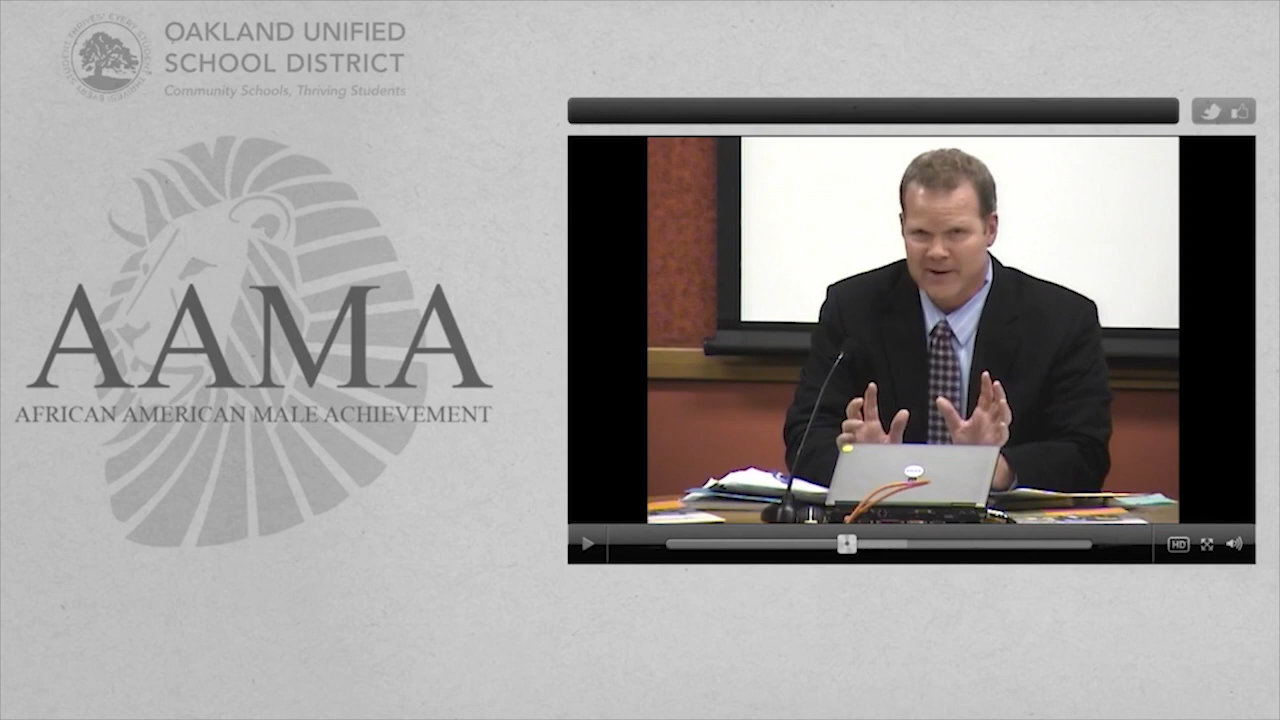 OAKLAND UNIFIED
SCHOOL DISTRICT
Community Schools, Thriving Students
AAMA
AFRICAN AMERICAN MALE ACHIEVEMENT
HD